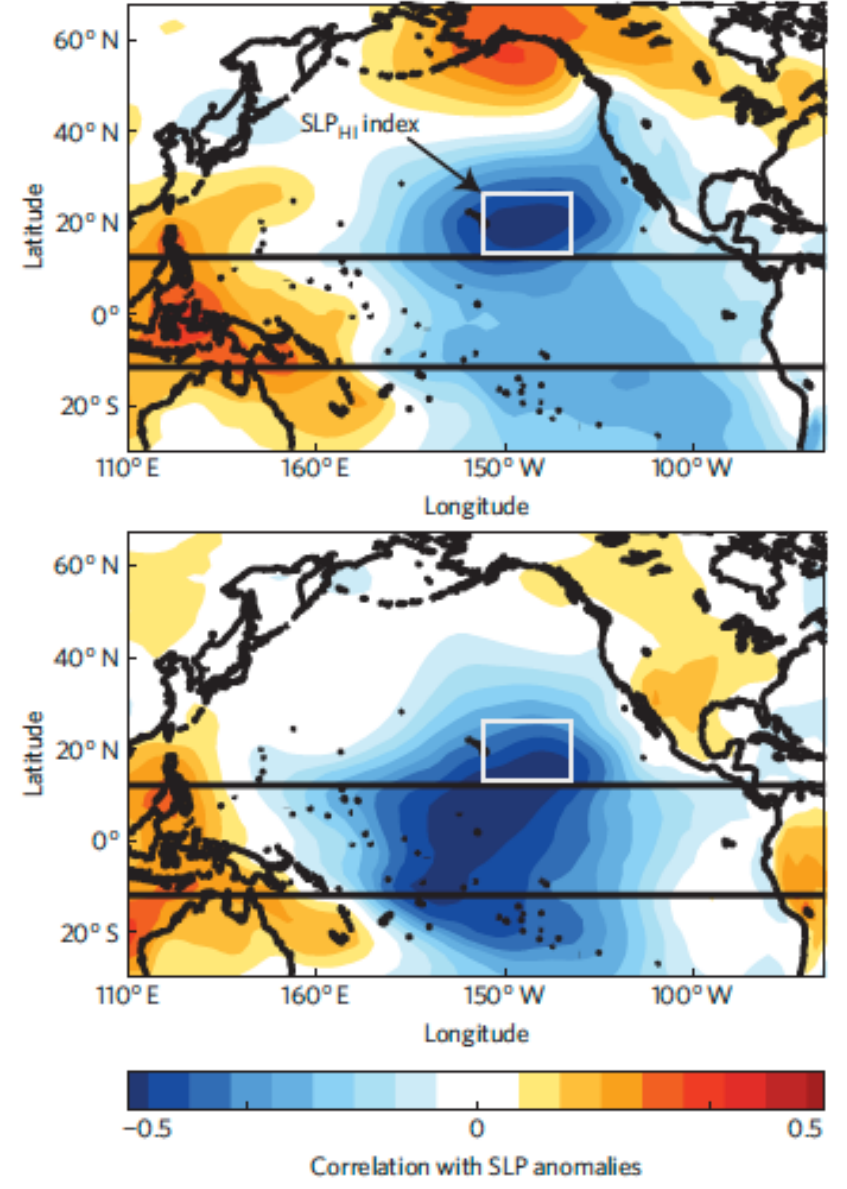 60° N
SLP_HI index
40° N
Latitude
20° N
0°
20° S
110° E 160° E 150° W 100° W
Longitude
60° N
40° N
Latitude
20° N
0°
20° S
110° E 160° E 150° W 100° W
Longitude
−0.5 0 0.5
Correlation with SLP anomalies